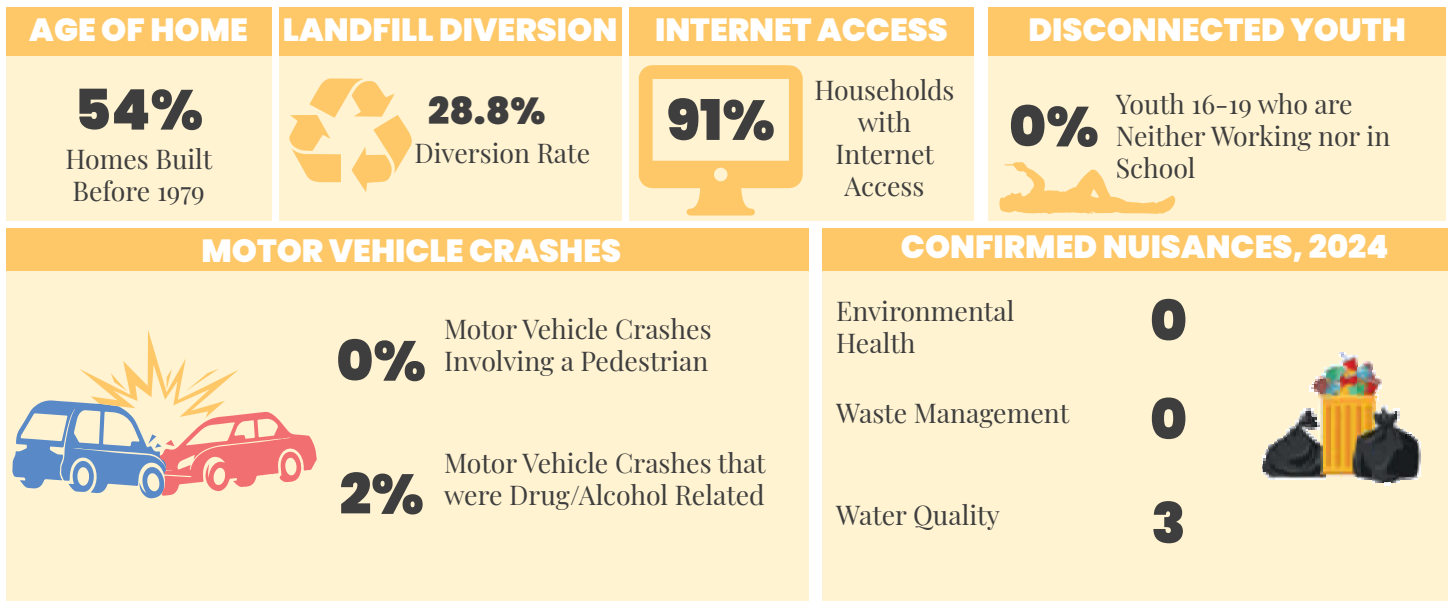 AGE OF HOME
54%
Homes Built
Before 1979
LANDFILL DIVERSION
28.8%
Diversion Rate
INTERNET ACCESS
91%
Households
with
Internet
Access
DISCONNECTED YOUTH
0%
Youth 16-19 who are
Neither Working nor in
School
MOTOR VEHICLE CRASHES
0%
Motor Vehicle Crashes
Involving a Pedestrian
2%
Motor Vehicle Crashes that
were Drug/Alcohol Related
CONFIRMED NUISANCES, 2024
Environmental
Health
0
Waste Management
0
Water Quality
3